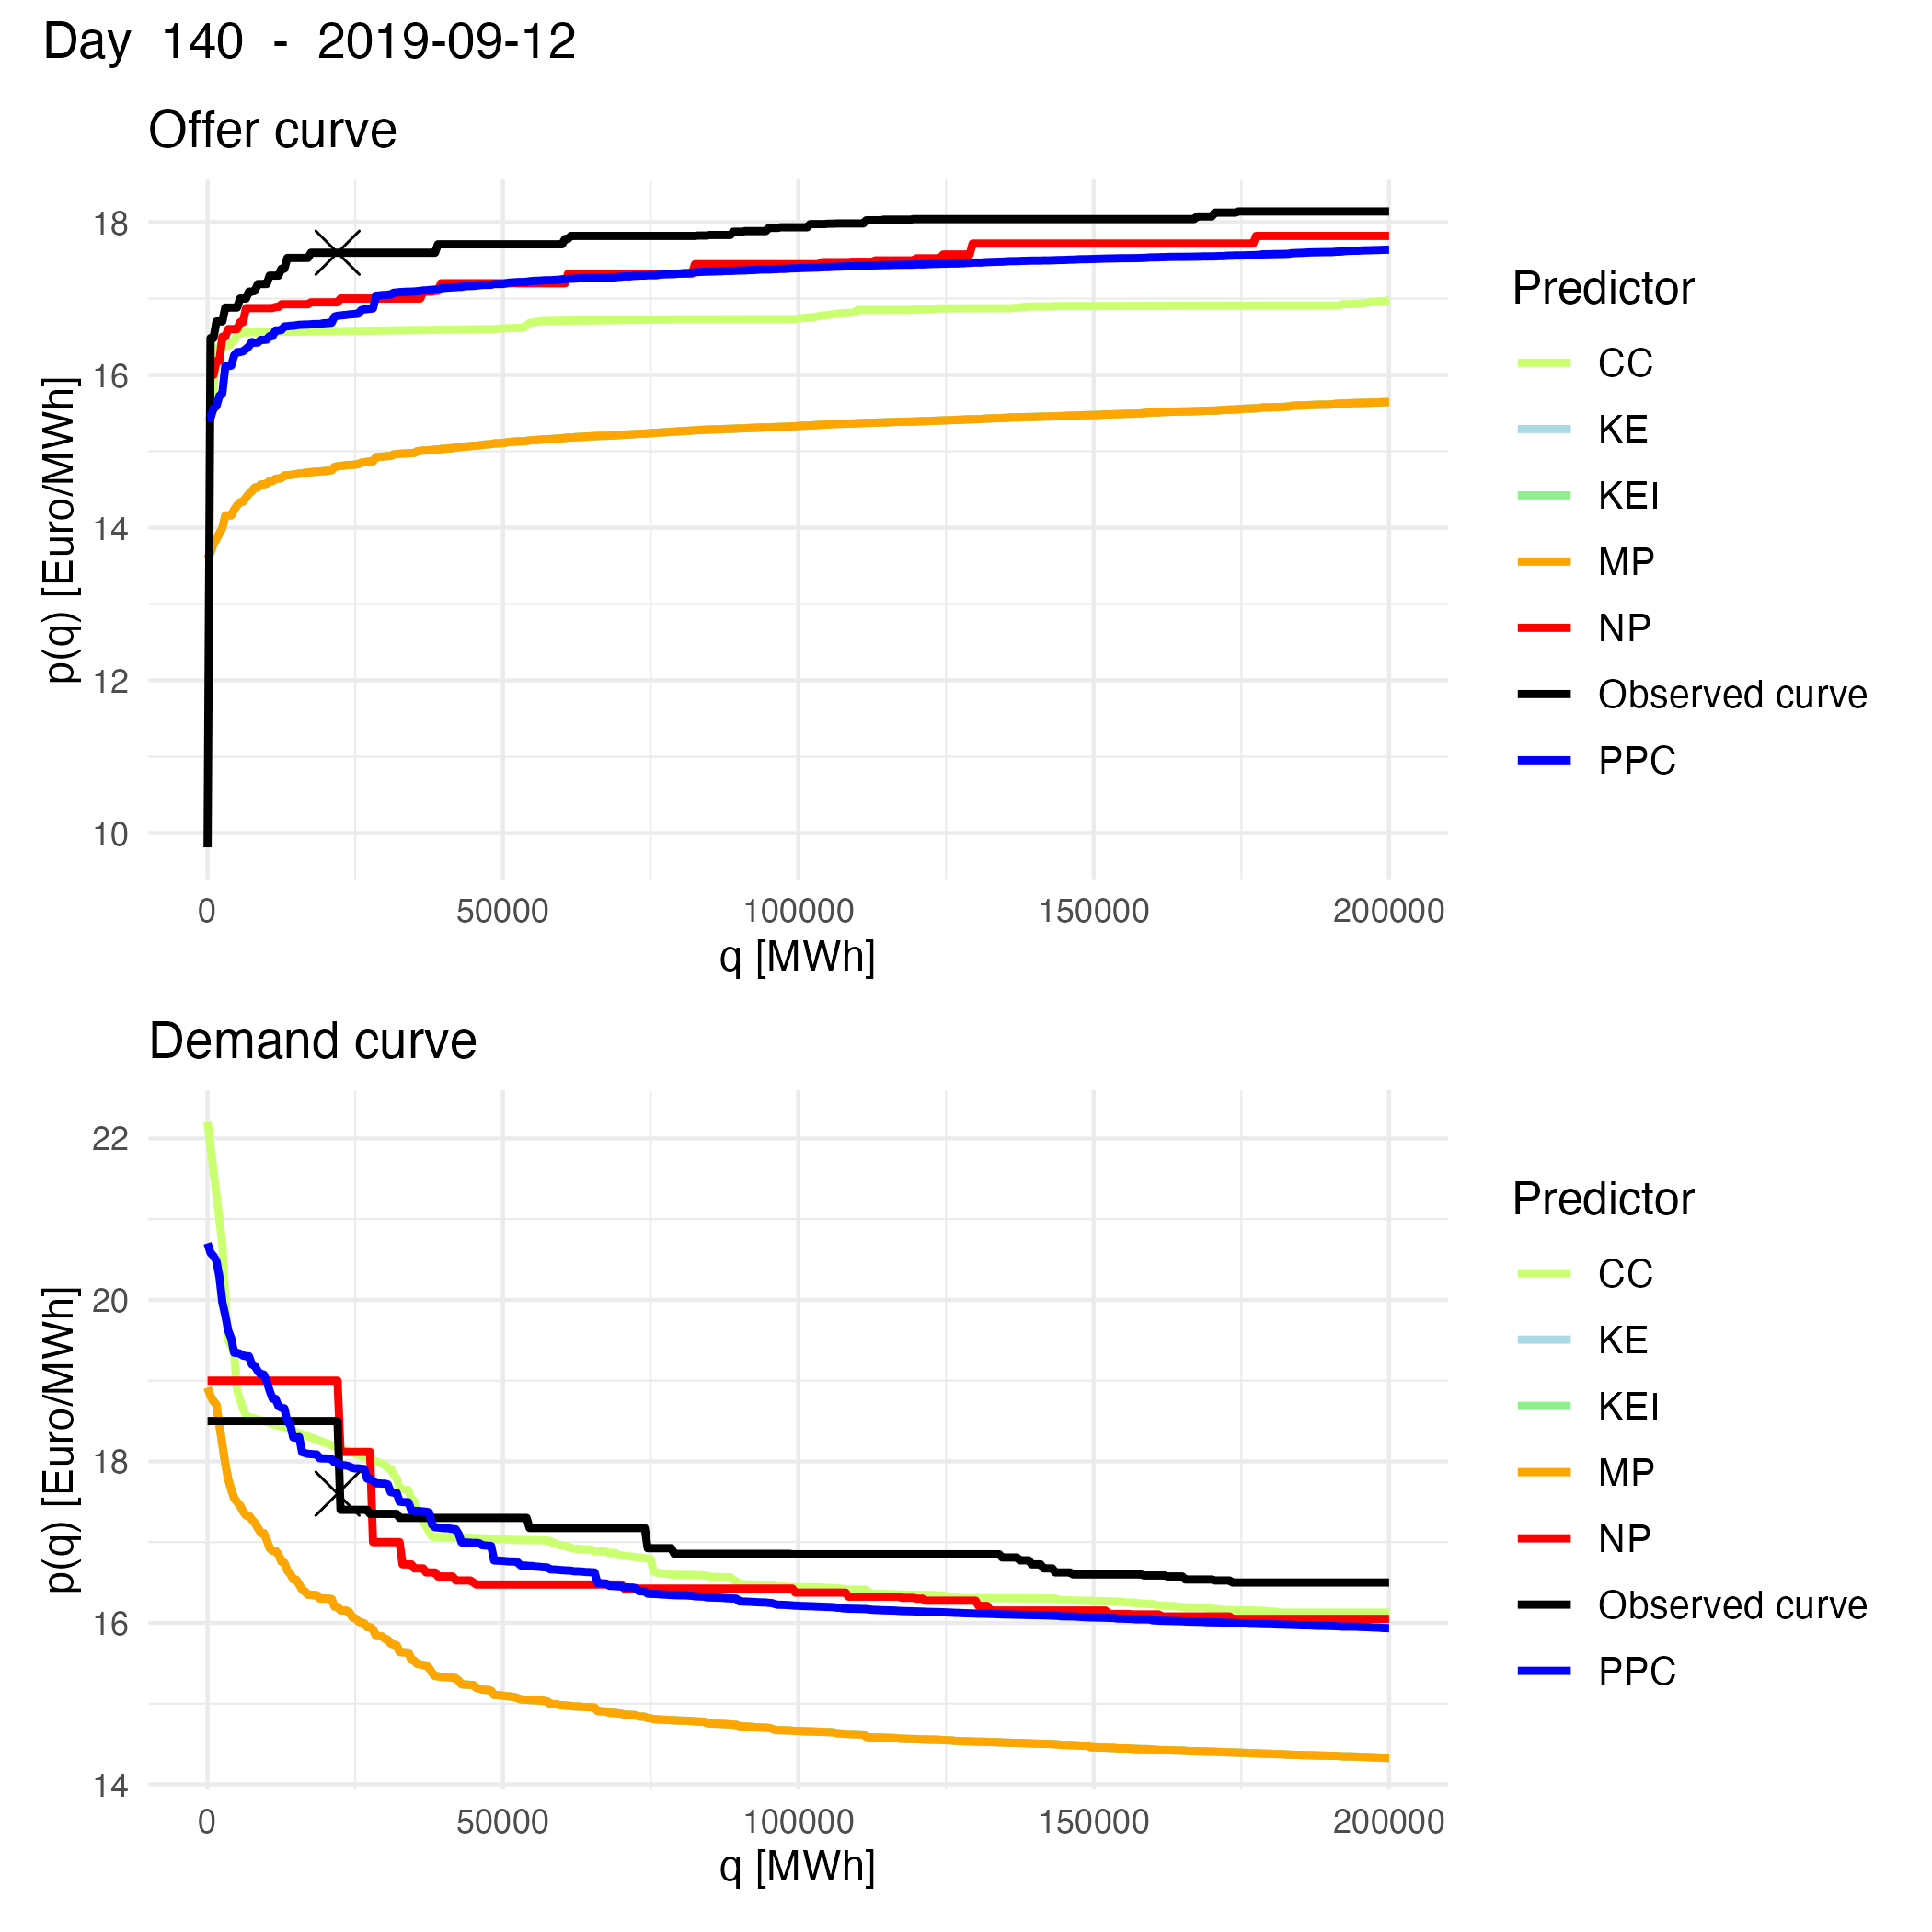 Day 140 - 2019-09-12
Offer curve
18
16
14
12
10
p(q) [Euro/MWh]
0 50000 100000 150000 200000
q [MWh]
Predictor
CC
KE
KEI
MP
NP
Observed curve
PPC
Demand curve
22
20
18
16
14
p(q) [Euro/MWh]
0 50000 100000 150000 200000
q [MWh]
Predictor
CC
KE
KEI
MP
NP
Observed curve
PPC